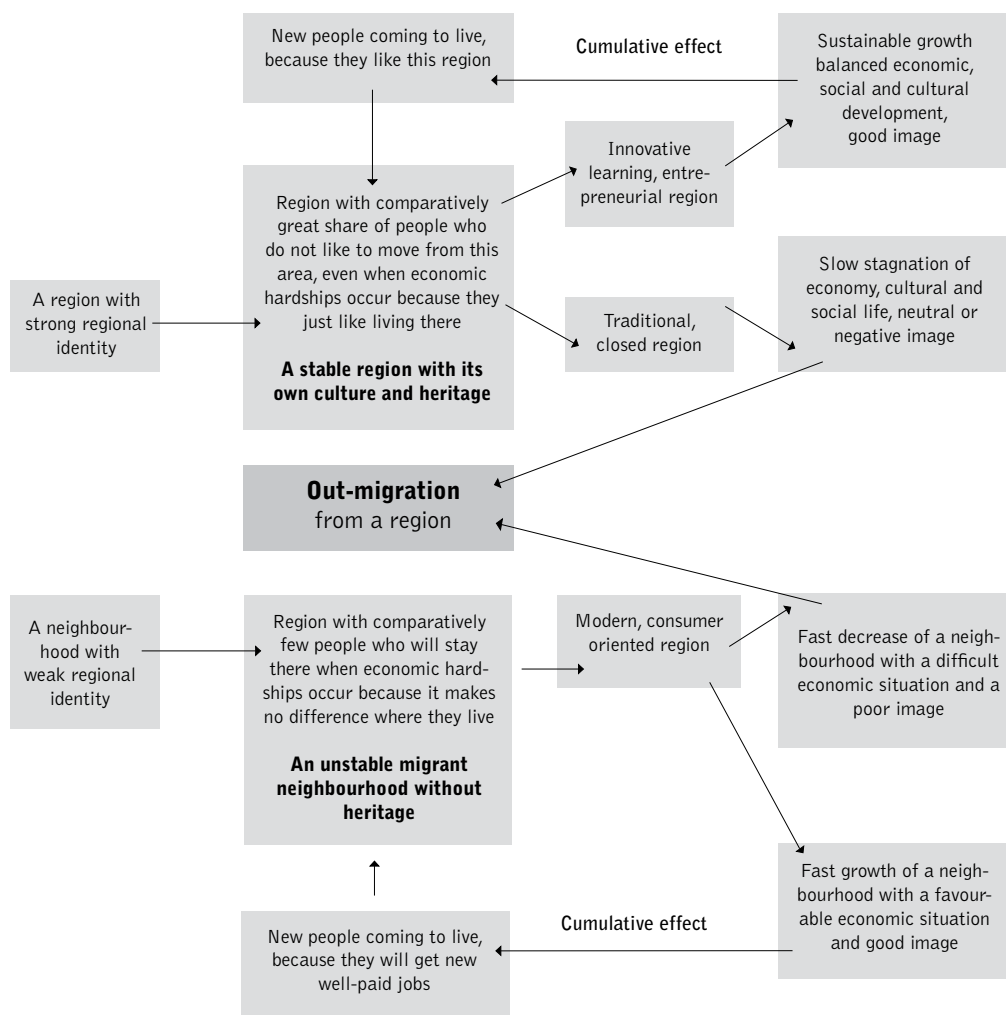 New people coming to live,
because they like this region
Cumulative effect
Sustainable growth
balanced economic,
social and cultural
development,
good image
Innovative
learning, entre-
preneurial region
Region with comparatively
great share of people who
do not like to move from this
area, even when economic
hardships occur because they
just like living there
A stable region with its
own culture and heritage
A region with
strong regional
identity
Traditional,
closed region
Slow stagnation of
economy, cultural and
social life, neutral or
negative image
Out-migration
from a region
A neighbour-
hood with
weak regional
identity
Region with comparatively
few people who will stay
there when economic hard-
ships occur because it makes
no difference where they live
An unstable migrant
neighbourhood without
heritage
Modern, consumer
oriented region
Fast decrease of a neigh-
bourhood with a difficult
economic situation and a
poor image
Fast growth of a neigh-
bourhood with a favour-
able economic situation
and good image
Cumulative effect
New people coming to live,
because they will get new
well-paid jobs